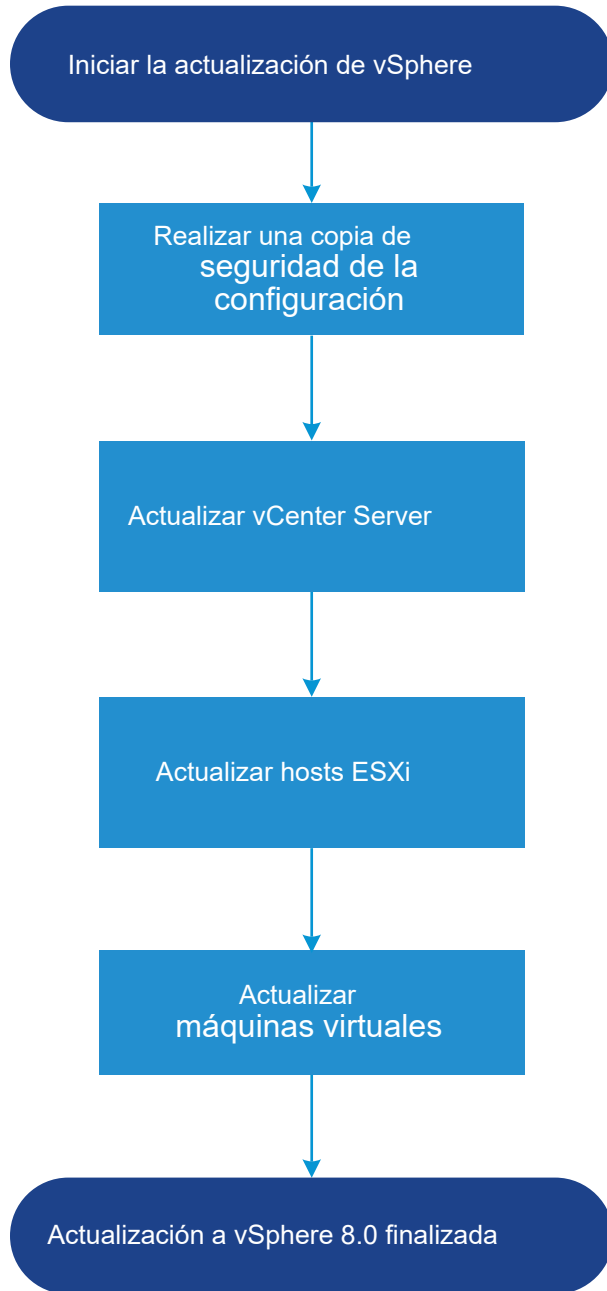 Iniciar la actualización de vSphere
Realizar una copia de
seguridad de la
configuración
Actualizar vCenter Server
Actualizar hosts ESXi
Actualizar
máquinas virtuales
Actualización a vSphere 8.0 finalizada